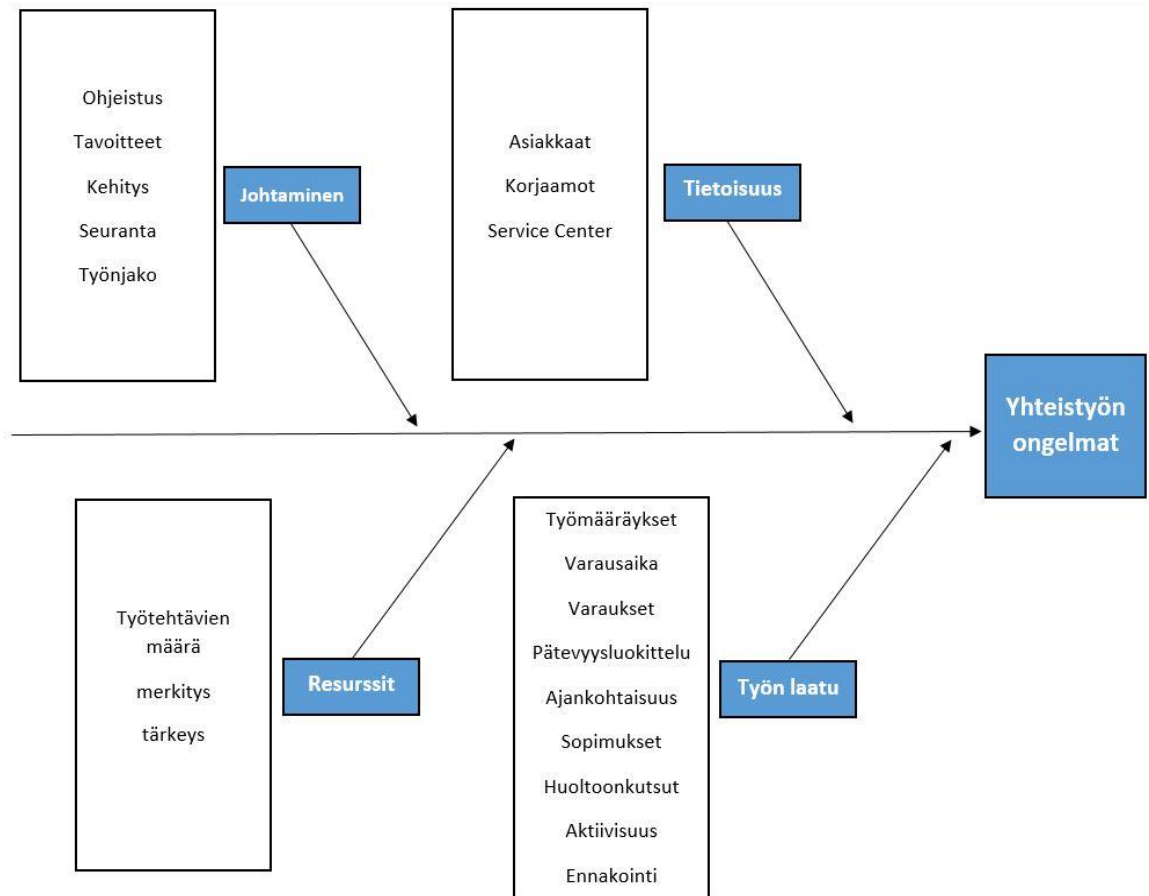 Ohjeistus
Tavoitteet
Kehitys
Seuranta
Työnjako
Johtaminen
Asiakkaat
Korjaamot
Service Center
Tietoisuus
Yhteistyön
ongelmat
Työtehtävien
määrä
merkitys
tärkeys
Resurssit
Työmääräykset
Varausaika
Varaukset
Pätevyysluokittelu
Ajankohtaisuus
Sopimukset
Huoltoonkutsut
Aktiivisuus
Ennakointi
Työn laatu